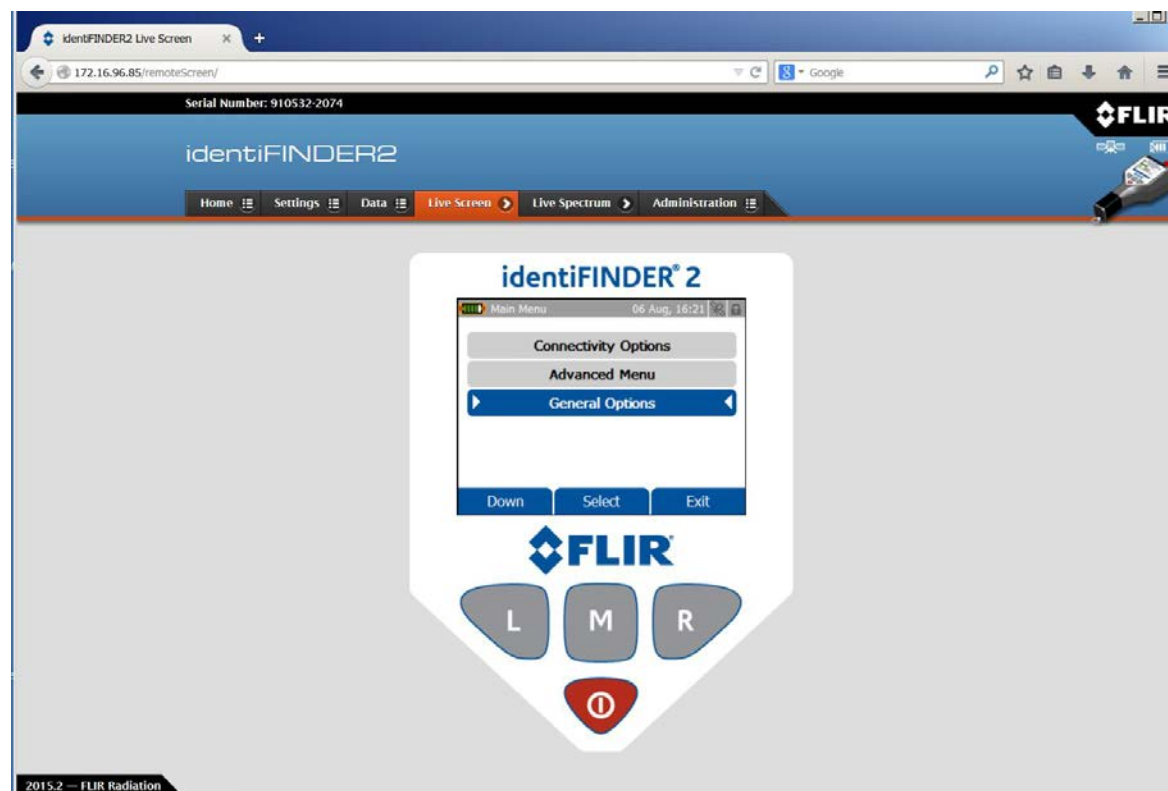 identiFINDER2 Live Screen
172.16.96.85/remoteScreen/
Google
Serial Number: 910532-2074
FLIR
identiFINDER2
Home Settings Data Live Screen Live Spectrum Administration
identiFINDER® 2
Main Menu 06 Aug, 16:21
Connectivity Options
Advanced Menu
General Options
Down Select Exit
FLIR
L M R
2015.2 — FLIR Radiation